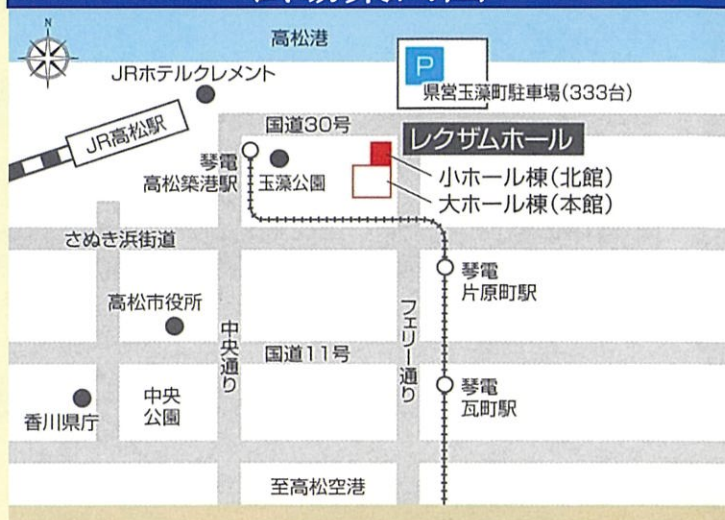 N
高松港
P
JRホテルクレメント
県営玉藻町駐車場(333台)
JR高松駅
国道30号
レクザムホール
琴電
高松築港駅
玉藻公園
小ホール棟(北館)
大ホール棟(本館)
さぬき浜街道
琴電
片原町駅
高松市役所
中央通り
フェリー通り
国道11号
琴電
瓦町駅
香川県庁
中央
公園
至高松空港